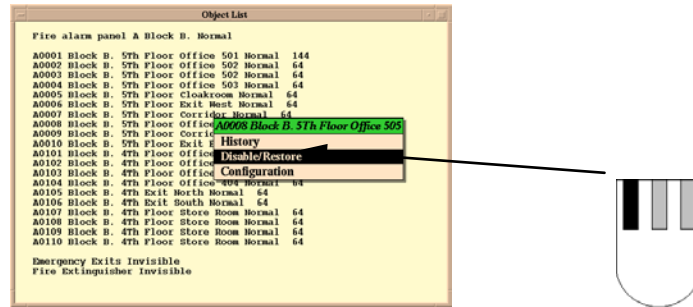 Object List
Fire alarm panel A Block B. Normal
A0001 Block B. 5Th Floor Office 501 Normal 144
A0002 Block B. 5Th Floor Office 502 Normal 64
A0003 Block B. 5Th Floor Office 502 Normal 64
A0004 Block B. 5Th Floor Office 503 Normal 64
A0005 Block B. 5Th Floor Cloakroom Normal 64
A0006 Block B. 5Th Floor Exit West Normal 64
A0007 Block B. 5Th Floor Corridor Normal 64
A0008 Block B. 5Th Floor Office
A0008 Block B. 5Th Floor Office 505
A0009 Block B. 5Th Floor
A0010 Block B. 5Th Floor Exit
History
A0101 Block B. 4Th Floor Office
Disable/Restore
A0102 Block B. 4Th Floor Office
A0103 Block B. 4Th Floor Office
Configuration
A0104 Block B. 4Th Floor Office 404 Normal 64
A0105 Block B. 4Th Exit North Normal 64
A0106 Block B. 4Th Exit South Normal 64
A0107 Block B. 4Th Floor Store Room Normal 64
A0108 Block B. 4Th Floor Store Room Normal 64
A0109 Block B. 4Th Floor Store Room Normal 64
A0110 Block B. 4Th Floor Store Room Normal 64
Emergency Exits Invisible
Fire Extinguisher Invisible